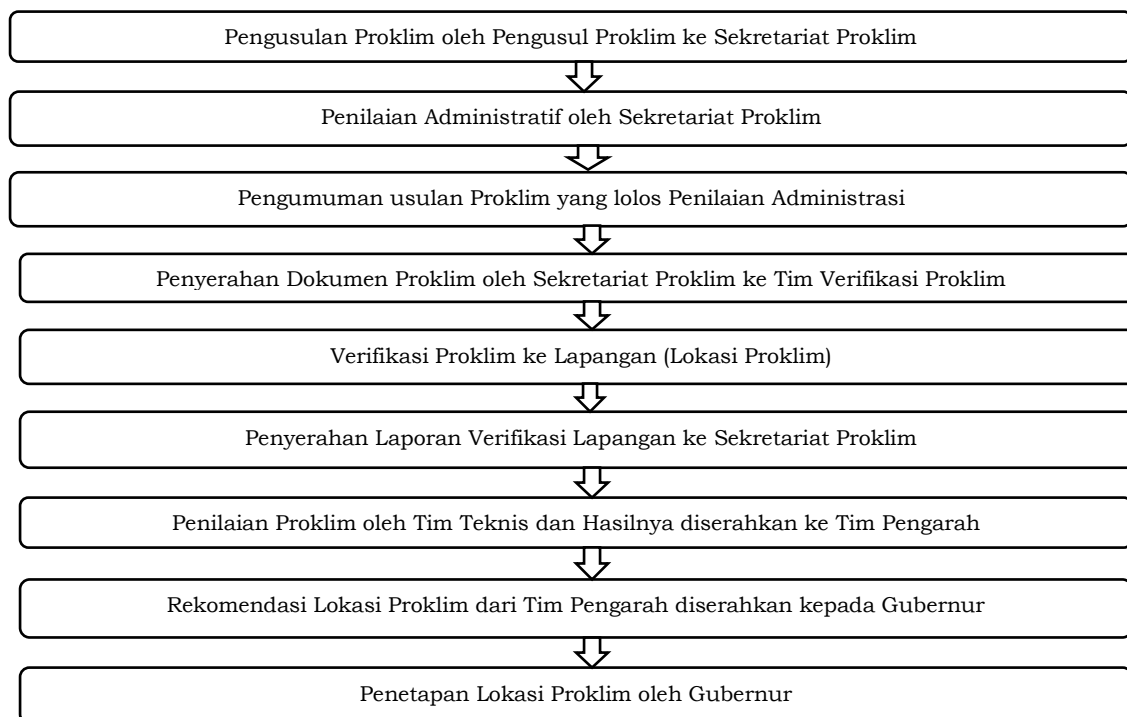 Pengusulan Proklim oleh Pengusul Proklim ke Sekretariat Proklim
Penilaian Administratif oleh Sekretariat Proklim
Pengumuman usulan Proklim yang lolos Penilaian Administrasi
Penyerahan Dokumen Proklim oleh Sekretariat Proklim ke Tim Verifikasi Proklim
Verifikasi Proklim ke Lapangan (Lokasi Proklim)
Penyerahan Laporan Verifikasi Lapangan ke Sekretariat Proklim
Penilaian Proklim oleh Tim Teknis dan Hasilnya diserahkan ke Tim Pengarah
Rekomendasi Lokasi Proklim dari Tim Pengarah diserahkan kepada Gubernur
Penetapan Lokasi Proklim oleh Gubernur